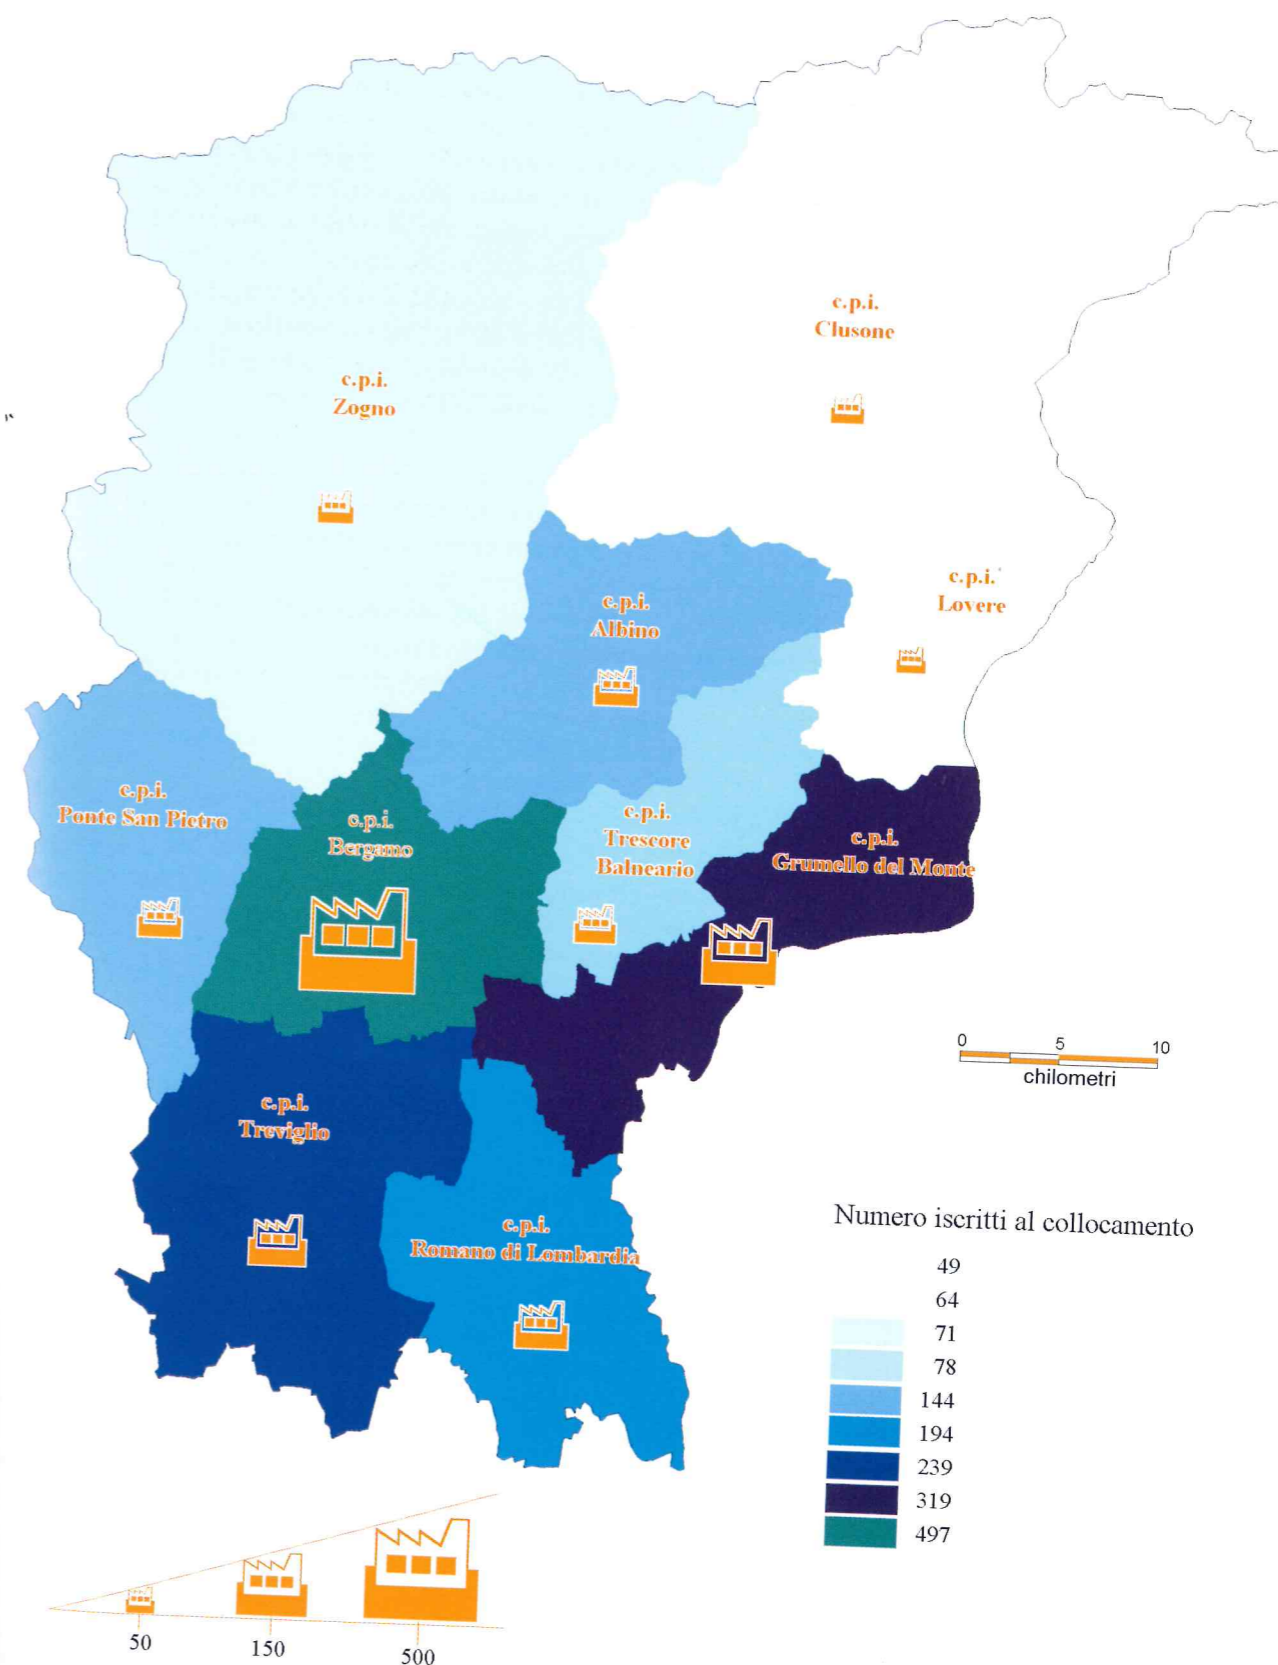 c.p.i.
Clusone
c.p.i.
Zogno
c.p.i.
Lovere
c.p.i.
Albino
c.p.i.
Ponte San Pietro
c.p.i.
Bergamo
c.p.i.
Trescore
Balneario
c.p.i.
Grumello del Monte
0 5 10
chilometri
c.p.i.
Treviglio
c.p.i.
Romano di Lombardia
Numero iscritti al collocamento
49
64
71
78
144
194
239
319
497
50
150
500